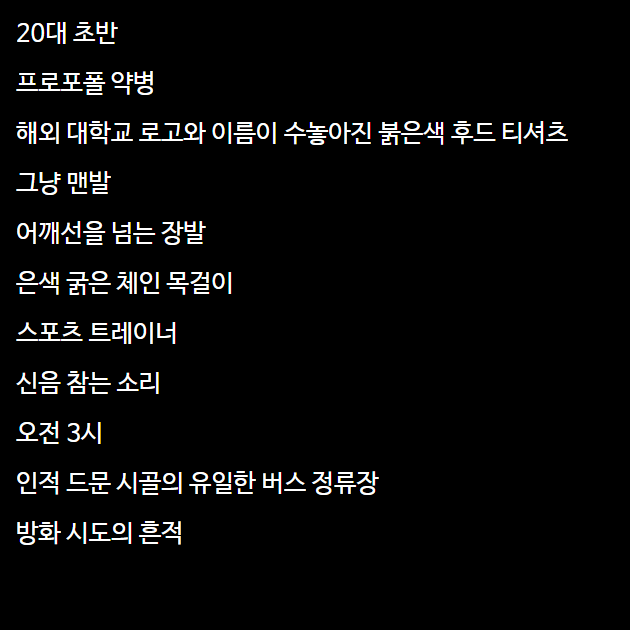 20대 초반
프로포폴 약병
해외 대학교 로고와 이름이 수놓아진 붉은색 후드 티셔츠
그냥 맨발
어깨선을 넘는 장발
은색 굵은 체인 목걸이
스포츠 트레이너
신음 참는 소리
오전 3시
인적 드문 시골의 유일한 버스 정류장
방화 시도의 흔적